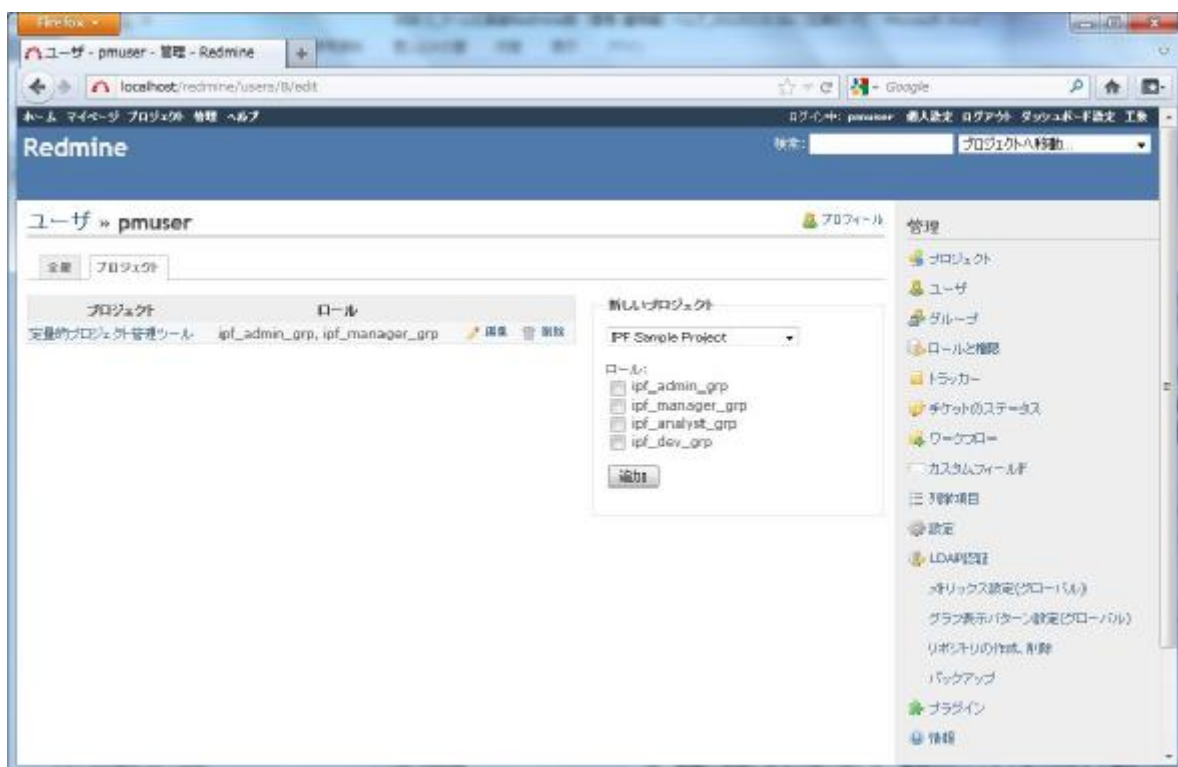 Firefox
ユーザ - pmuser - 管理 - Redmine
localhost/redmine/users/8/edit
Google
ホーム マイページ プロジェクト 管理 ヘルプ
ログイン中: pmuser 個人設定 ログアウト ダッシュボード設定 工数
Redmine
検索:
プロジェクトへ移動...
ユーザ » pmuser
プロフィール
全般 プロジェクト
プロジェクト ロール
定量的プロジェクト管理ツール ipf_admin_grp, ipf_manager_grp 編集 削除
新しいプロジェクト
IPF Sample Project
ロール:
ipf_admin_grp
ipf_manager_grp
ipf_analyst_grp
ipf_dev_grp
追加
管理
プロジェクト
ユーザ
グループ
ロールと権限
トラッカー
チケットのステータス
ワークフロー
カスタムフィールド
列挙項目
設定
LDAP認証
メトリックス設定(グローバル)
グラフ表示パターン設定(グローバル)
リポジトリの作成、削除
バックアップ
プラグイン
情報